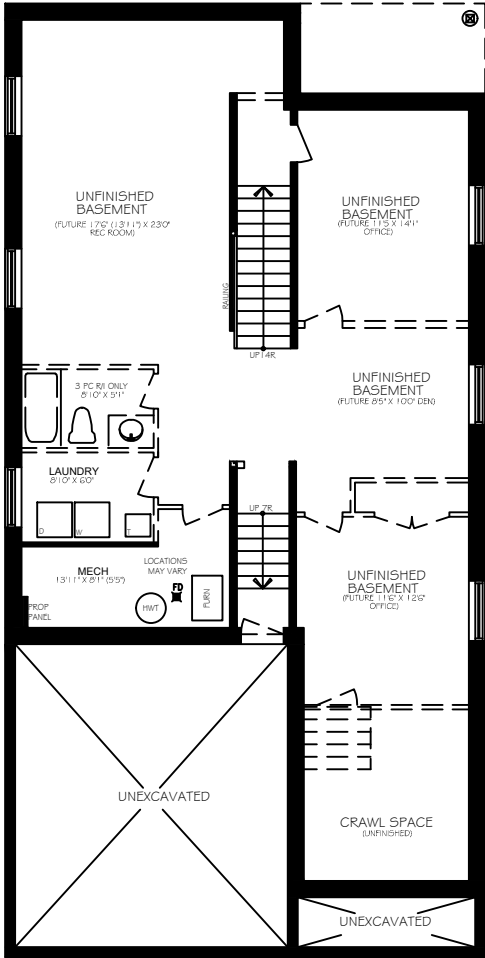 UNFINISHED
BASEMENT
(FUTURE 17'6" (13'11") X 23'0"
REC ROOM)
UNFINISHED
BASEMENT
(FUTURE 11'5 X 14'1"
OFFICE)
RAILING
UP14R
UNFINISHED
BASEMENT
(FUTURE 8'5" X 10'0" DEN)
3 PC R/I ONLY
8'10" X 5'1"
LAUNDRY
8'10" X 6'0"
D
W
T
UP 7R
MECH
13'11" X 8'1" (5'5")
LOCATIONS
MAY VARY
FD
HWT
FURN
PROP
PANEL
UNFINISHED
BASEMENT
(FUTURE 11'6" X 12'6"
OFFICE)
UNEXCAVATED
CRAWL SPACE
(UNFINISHED)
UNEXCAVATED